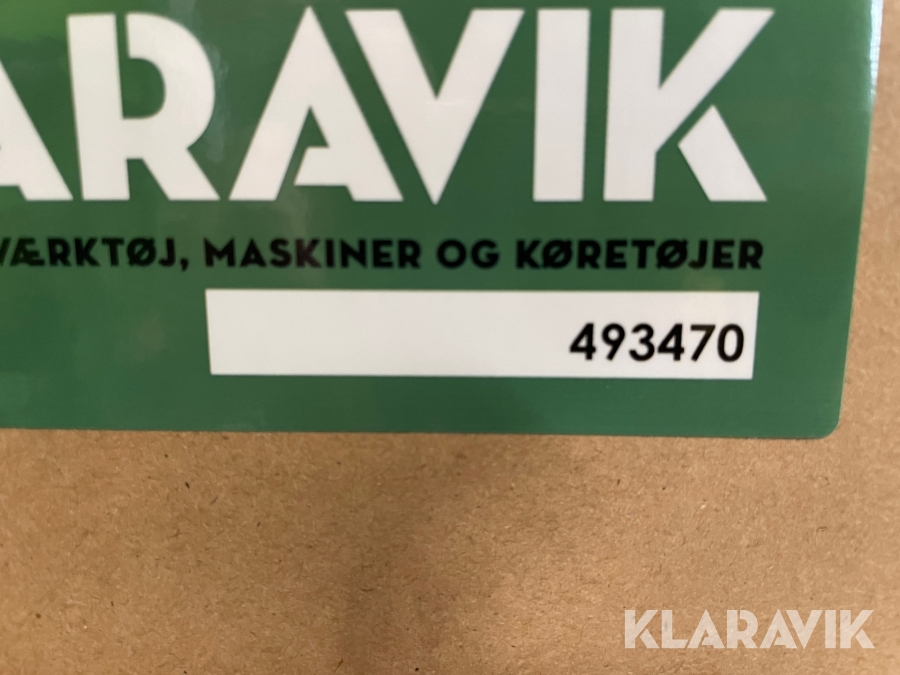 ARAVIK
VÆRKTØJ, MASKINER OG KØRETØJER
493470
KLARAVIK